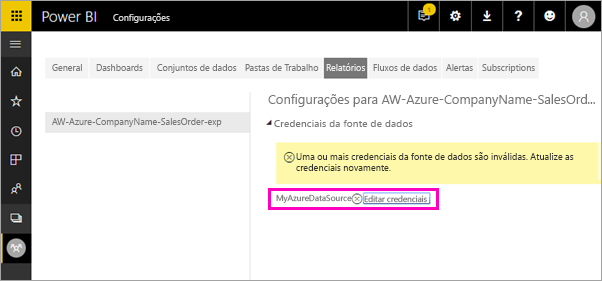 Power BI Configurações
1
General Dashboards Conjuntos de dados Pastas de Trabalho Relatórios Fluxos de dados Alertas Subscriptions
AW-Azure-CompanyName-SalesOrder-exp
Configurações para AW-Azure-CompanyName-SalesOrd...
Credenciais da fonte de dados
Uma ou mais credenciais da fonte de dados são inválidas. Atualize as
credenciais novamente.
MyAzureDataSource Editar credenciais